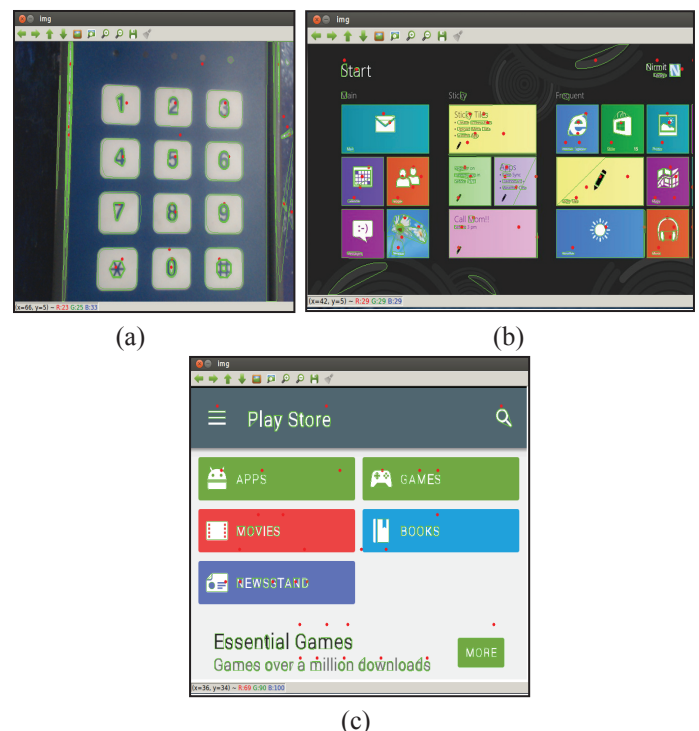 img
1 2 3
4 5 6
7 8 9
* 0 #
(x=66, y=5) ~ R:23 G:25 B:33
(a)
img
Start
Nirmit
N
Main
Sticky
Frequent
Sticky Tiles
Apps
Call Mom!!
(x=42, y=5) ~ R:29 G:29 B:29
(b)
img
Play Store
APPS
GAMES
MOVIES
BOOKS
NEWSSTAND
Essential Games
Games over a million downloads
MORE
(x=36, y=34) ~ R:69 G:90 B:100
(c)